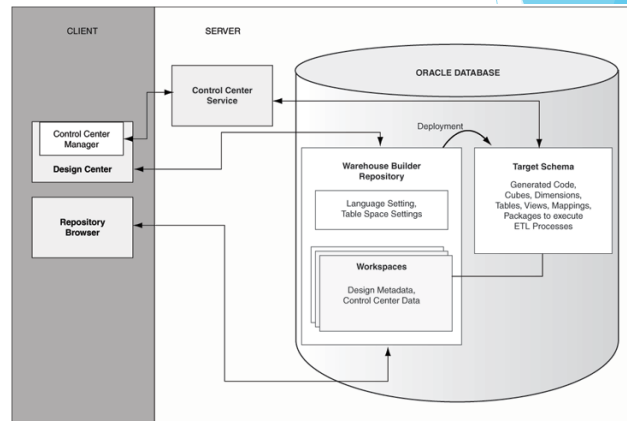 CLIENT
SERVER
Control Center
Service
ORACLE DATABASE
Control Center
Manager
Design Center
Repository
Browser
Deployment
Warehouse Builder
Repository
Language Setting,
Table Space Settings
Workspaces
Design Metadata,
Control Center Data
Target Schema
Generated Code,
Cubes, Dimensions,
Tables, Views, Mappings,
Packages to execute
ETL Processes